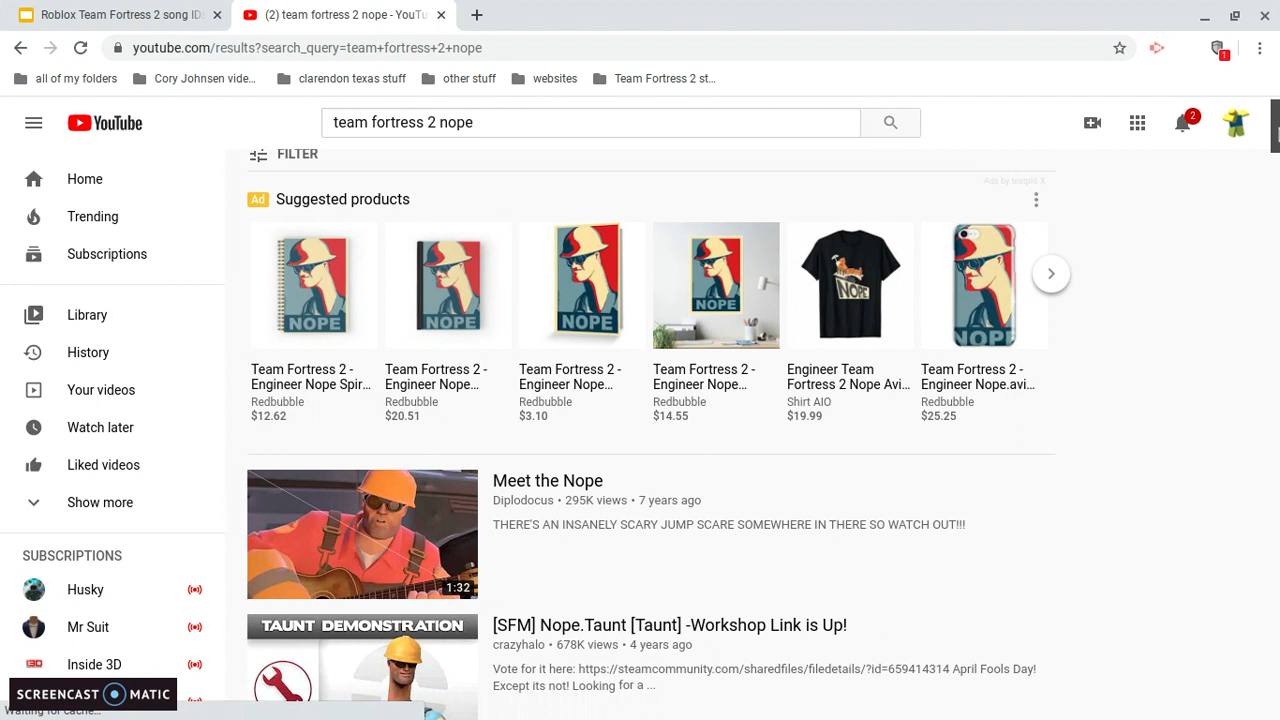 Roblox Team Fortress 2 song IDs
(2) team fortress 2 nope - YouTu
youtube.com/results?search_query=team+fortress+2+nope
1
all of my folders
Cory Johnsen vide...
clarendon texas stuff
other stuff
websites
Team Fortress 2 st...
YouTube
team fortress 2 nope
2
Home
Trending
Subscriptions
Library
History
Your videos
Watch later
Liked videos
Show more
SUBSCRIPTIONS
Husky
Mr Suit
Inside 3D
SCREENCAST MATIC
Waiting for cache...
FILTER
Ad Suggested products
NOPE
NOPE
NOPE
NOPE
NOPE
NOPE
Team Fortress 2 -
Engineer Nope Spir...
Redbubble
$12.62
Team Fortress 2 -
Engineer Nope...
Redbubble
$20.51
Team Fortress 2 -
Engineer Nope...
Redbubble
$3.10
Team Fortress 2 -
Engineer Nope...
Redbubble
$14.55
Engineer Team
Fortress 2 Nope Avi...
Shirt AIO
$19.99
Team Fortress 2 -
Engineer Nope.avi...
Redbubble
$25.25
1:32
Meet the Nope
Diplodocus • 295K views • 7 years ago
THERE'S AN INSANELY SCARY JUMP SCARE SOMEWHERE IN THERE SO WATCH OUT!!!
TAUNT DEMONSTRATION
[SFM] Nope.Taunt [Taunt] -Workshop Link is Up!
crazyhalo • 678K views • 4 years ago
Vote for it here: https://steamcommunity.com/sharedfiles/filedetails/?id=659414314 April Fools Day!
Except its not! Looking for a ...